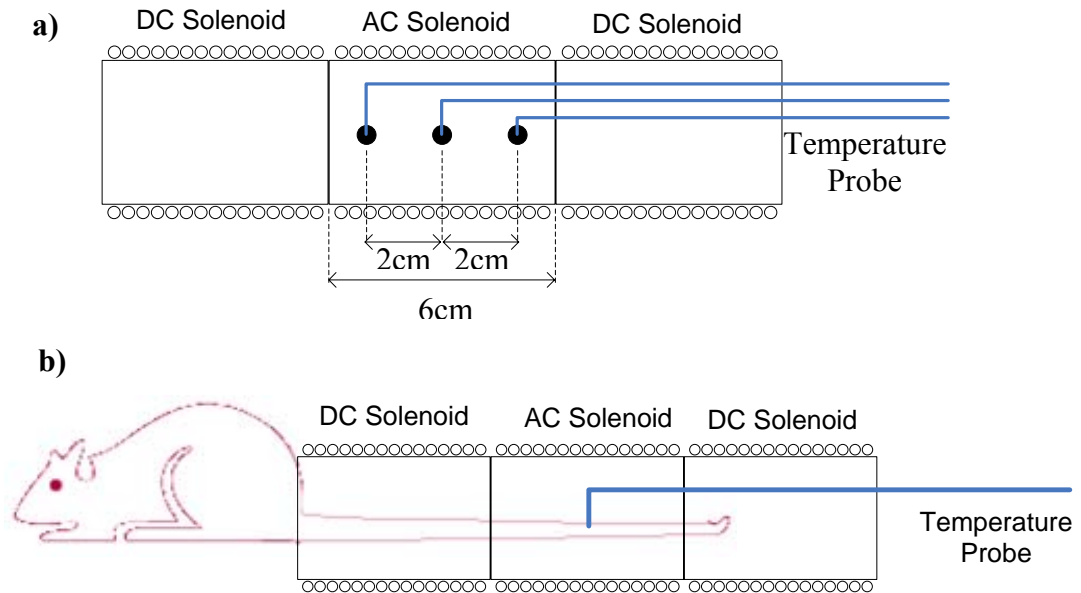 a)
DC Solenoid
AC Solenoid
DC Solenoid
Temperature
Probe
2cm
2cm
6cm
b)
DC Solenoid
AC Solenoid
DC Solenoid
Temperature
Probe